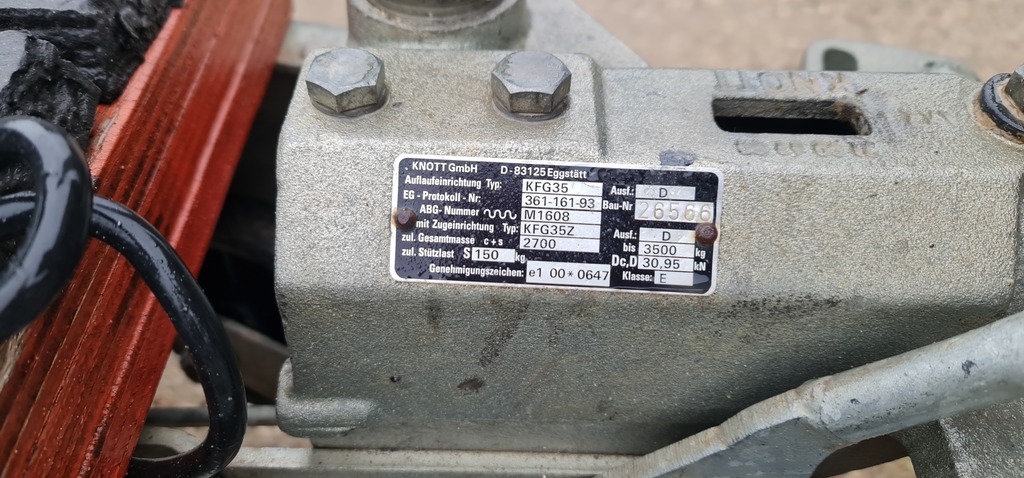 KNOTT GmbH D-83125 Eggstätt
Auflaufeinrichtung Typ: KFG35 Ausf.: D
EG - Protokoll - Nr: 361-161-93 Bau-Nr 26566
ABG - Nummer M1608
mit Zugeinrichtung Typ: KFG35Z Ausf.: D
zul. Gesamtmasse c+s 2700 bis 3500 kg
zul. Stützlast S 150 kg Dc,D 30,95 kN
Genehmigungszeichen: e1 00*0647 Klasse: E